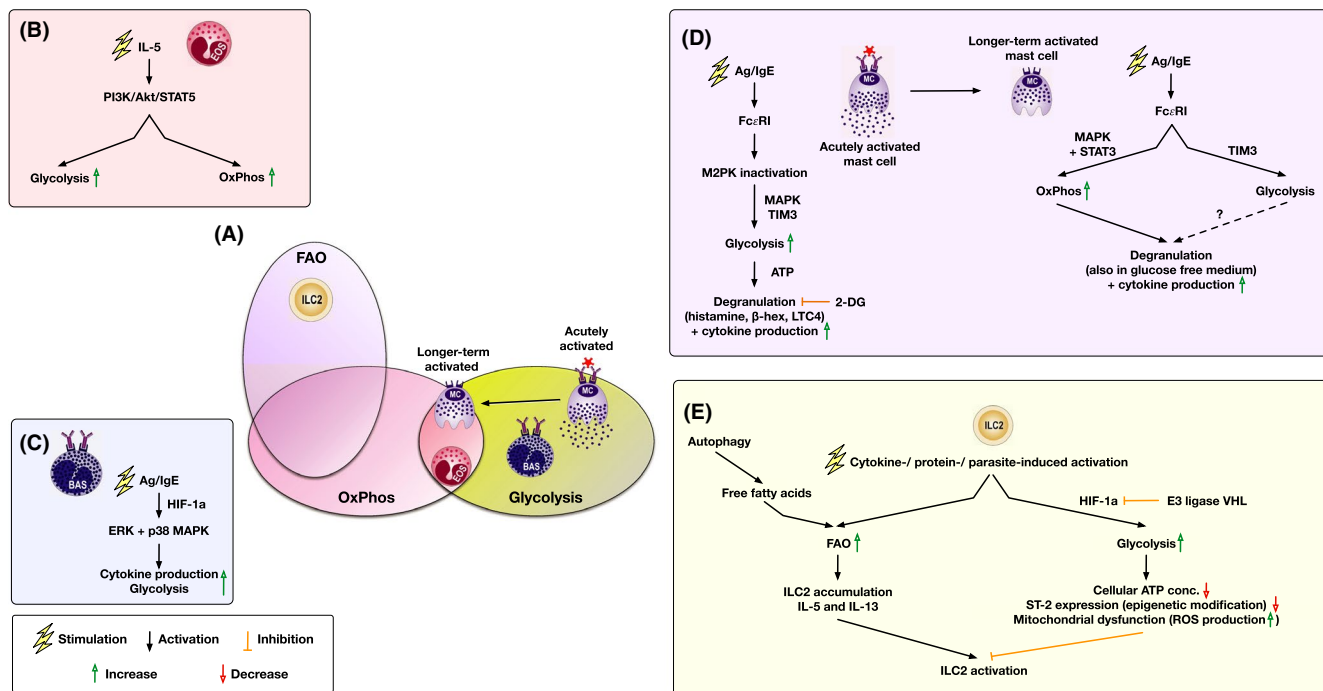 (B)
IL-5
EOS
PI3K/Akt/STAT5
Glycolysis
OxPhos
(A)
FAO
ILC2
Longer-term
activated
Acutely
activated
MC
MC
BAS
EOS
OxPhos
Glycolysis
(C)
BAS
Ag/IgE
HIF-1a
ERK + p38 MAPK
Cytokine production
Glycolysis
Stimulation
Activation
Inhibition
Increase
Decrease
(D)
Ag/IgE
FcεRI
M2PK inactivation
MAPK
TIM3
Glycolysis
ATP
Degranulation
2-DG
(histamine, β-hex, LTC4)
+ cytokine production
MC
Acutely activated
mast cell
Longer-term activated
mast cell
MC
Ag/IgE
FcεRI
MAPK
+ STAT3
TIM3
OxPhos
Glycolysis
?
Degranulation
(also in glucose free medium)
+ cytokine production
(E)
ILC2
Autophagy
Cytokine-/ protein-/ parasite-induced activation
Free fatty acids
HIF-1a
E3 ligase VHL
FAO
Glycolysis
ILC2 accumulation
IL-5 and IL-13
Cellular ATP conc.
ST-2 expression (epigenetic modification)
Mitochondrial dysfunction (ROS production )
ILC2 activation